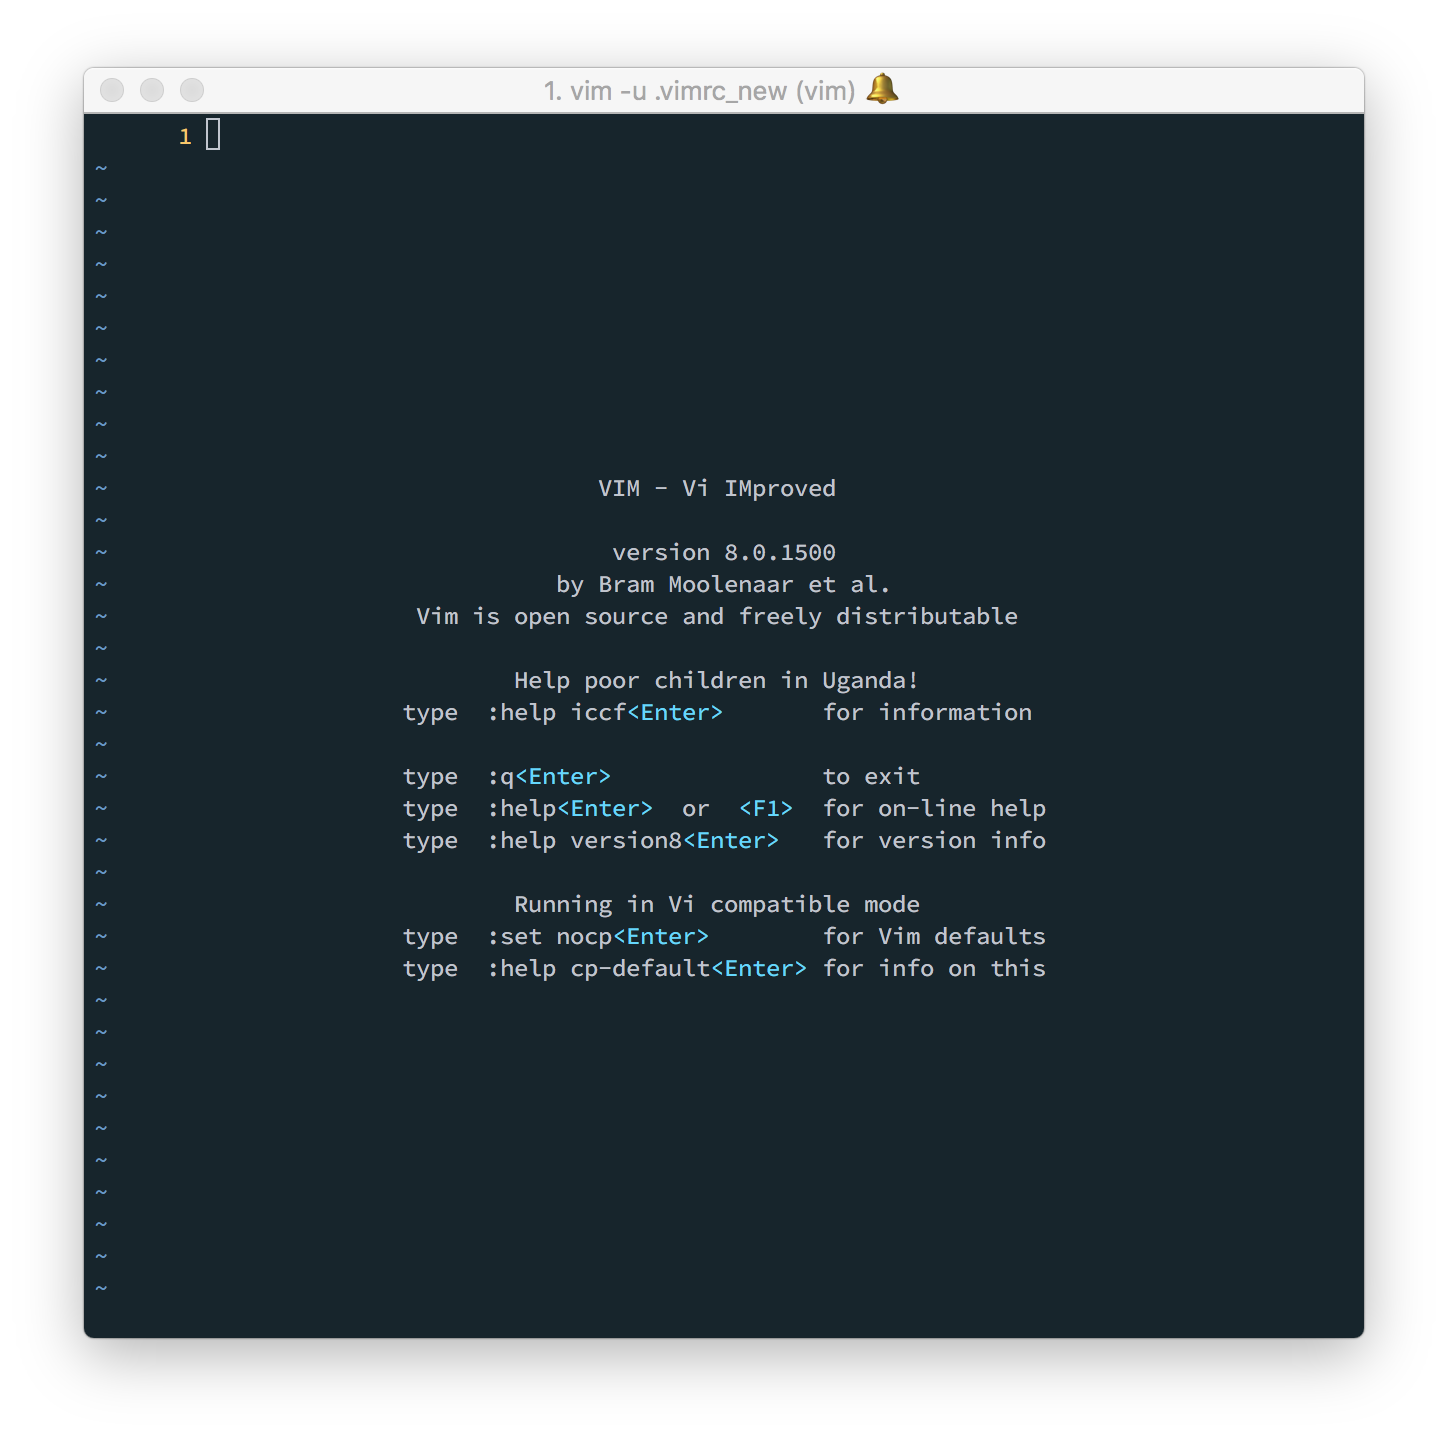 1. vim -u .vimrc_new (vim) 🔔
1
~
~
~
~
~
~
~
~
~
~
~ VIM - Vi IMproved
~
~ version 8.0.1500
~ by Bram Moolenaar et al.
~ Vim is open source and freely distributable
~
~ Help poor children in Uganda!
~ type  :help iccf<Enter>       for information
~
~ type  :q<Enter>               to exit
~ type  :help<Enter>  or  <F1>  for on-line help
~ type  :help version8<Enter>   for version info
~
~ Running in Vi compatible mode
~ type  :set nocp<Enter>        for Vim defaults
~ type  :help cp-default<Enter> for info on this
~
~
~
~
~
~
~
~
~
~